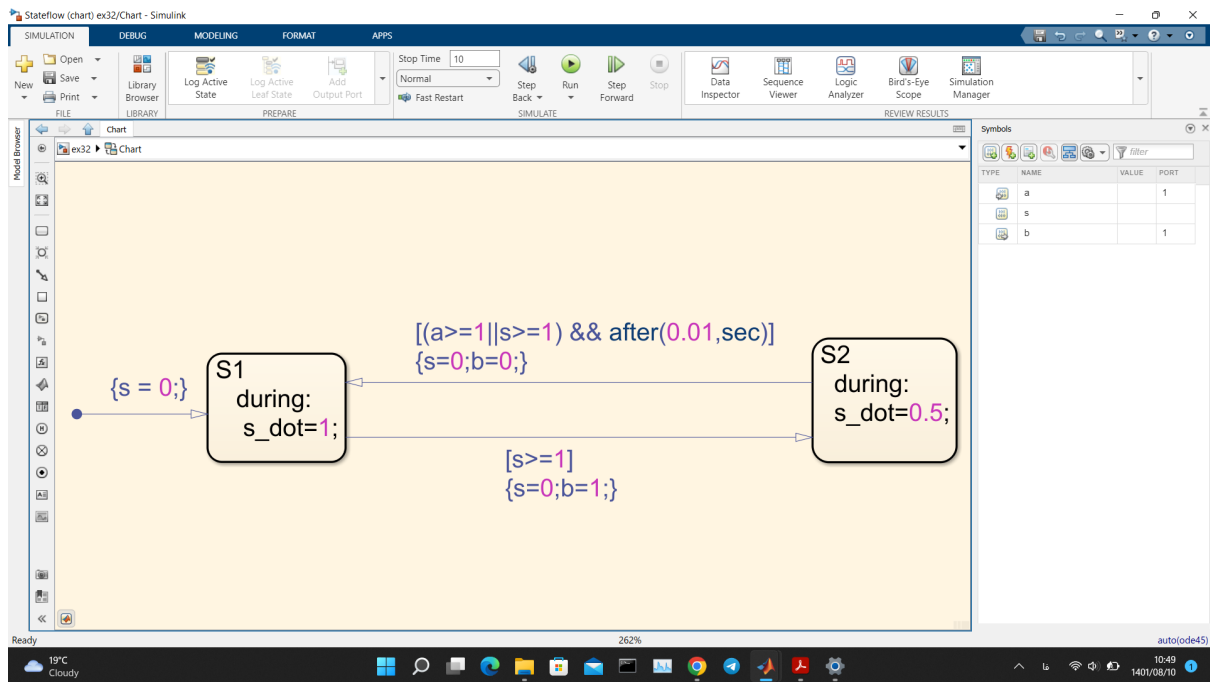 Stateflow (chart) ex32/Chart - Simulink
SIMULATION DEBUG MODELING FORMAT APPS
New
Open
Save
Print
FILE
Library Browser
LIBRARY
Log Active State
Log Active Leaf State
Add Output Port
PREPARE
Stop Time 10
Normal
Fast Restart
Step Back
Run
Step Forward
Stop
SIMULATE
Data Inspector
Sequence Viewer
Logic Analyzer
Bird's-Eye Scope
Simulation Manager
REVIEW RESULTS
Model Browser
Chart
ex32 Chart
Symbols
filter
TYPE NAME VALUE PORT
a 1
s
b 1
[(a>=1||s>=1) && after(0.01,sec)]
{s=0;b=0;}
{s = 0;}
S1
during:
s_dot=1;
S2
during:
s_dot=0.5;
[s>=1]
{s=0;b=1;}
Ready 262% auto(ode45)
19°C
Cloudy
فا
10:49
1401/08/10
1